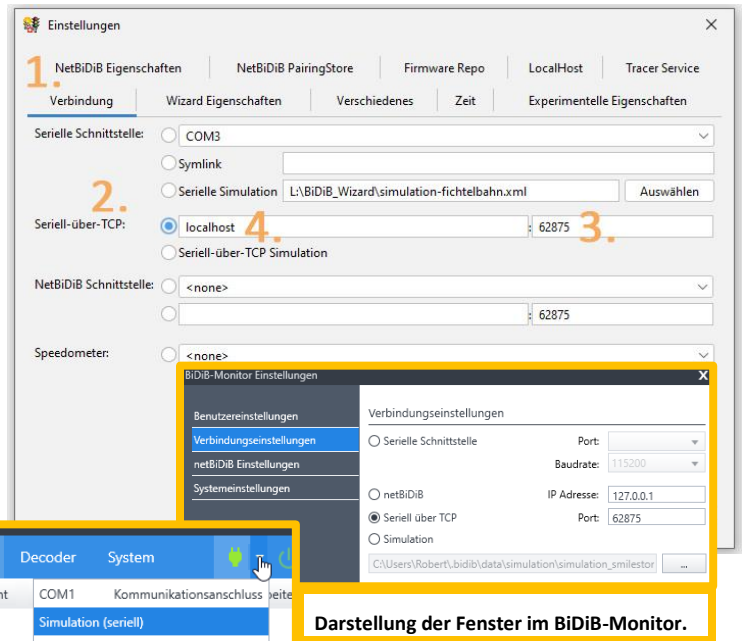 Einstellungen
1.
NetBiDiB Eigenschaften NetBiDiB PairingStore Firmware Repo LocalHost Tracer Service
Verbindung Wizard Eigenschaften Verschiedenes Zeit Experimentelle Eigenschaften
Serielle Schnittstelle: COM3
Symlink
2. Serielle Simulation L:\BiDiB_Wizard\simulation-fichtelbahn.xml Auswählen
Seriell-über-TCP: localhost 4. : 62875 3.
Seriell-über-TCP Simulation
NetBiDiB Schnittstelle: <none>
: 62875
Speedometer: <none>
BiDiB-Monitor Einstellungen X
Benutzereinstellungen
Verbindungseinstellungen
netBiDiB Einstellungen
Systemeinstellungen
Verbindungseinstellungen
Serielle Schnittstelle Port:
Baudrate: 115200
netBiDiB IP Adresse: 127.0.0.1
Seriell über TCP Port: 62875
Simulation
C:\Users\Robert\.bidib\data\simulation\simulation_smilestor ...
Decoder System
nt COM1 Kommunikationsanschluss beite
Simulation (seriell)
Darstellung der Fenster im BiDiB-Monitor.